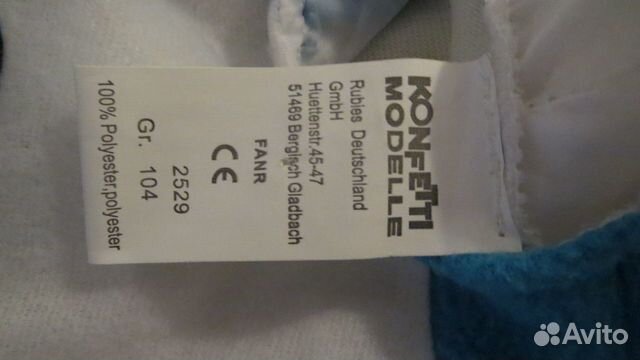 KONFETTI
MODELLE
Rubies Deutschland
GmbH
Huettenstr.45-47
51469 Bergisch Gladbach
FANR
CE
2529
Gr. 104
100% Polyester,polyester
Avito